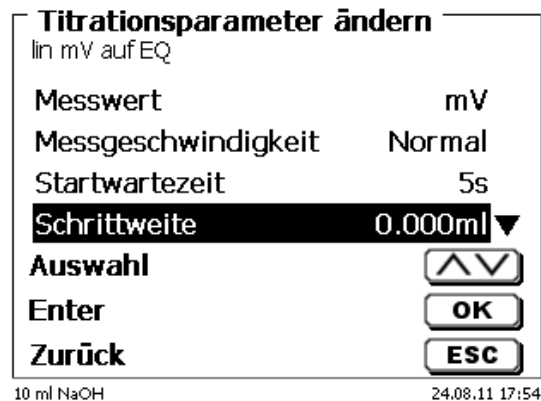 Titrationsparameter ändern
lin mV auf EQ
Messwert mV
Messgeschwindigkeit Normal
Startwartezeit 5s
Schrittweite 0.000ml ▼
Auswahl
Enter OK
Zurück ESC
10 ml NaOH 24.08.11 17:54